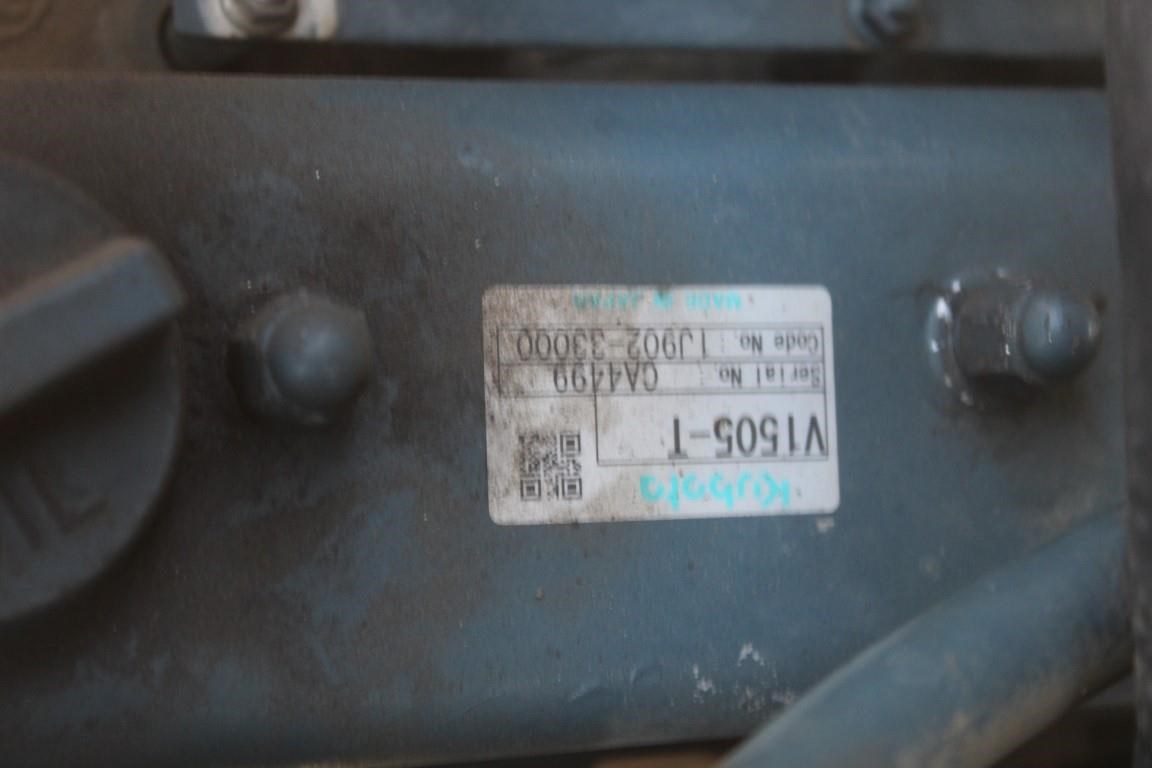 Kubota
V1505-T
Serial No. : CA4499
Code No. : 1J902-33000
MADE IN JAPAN